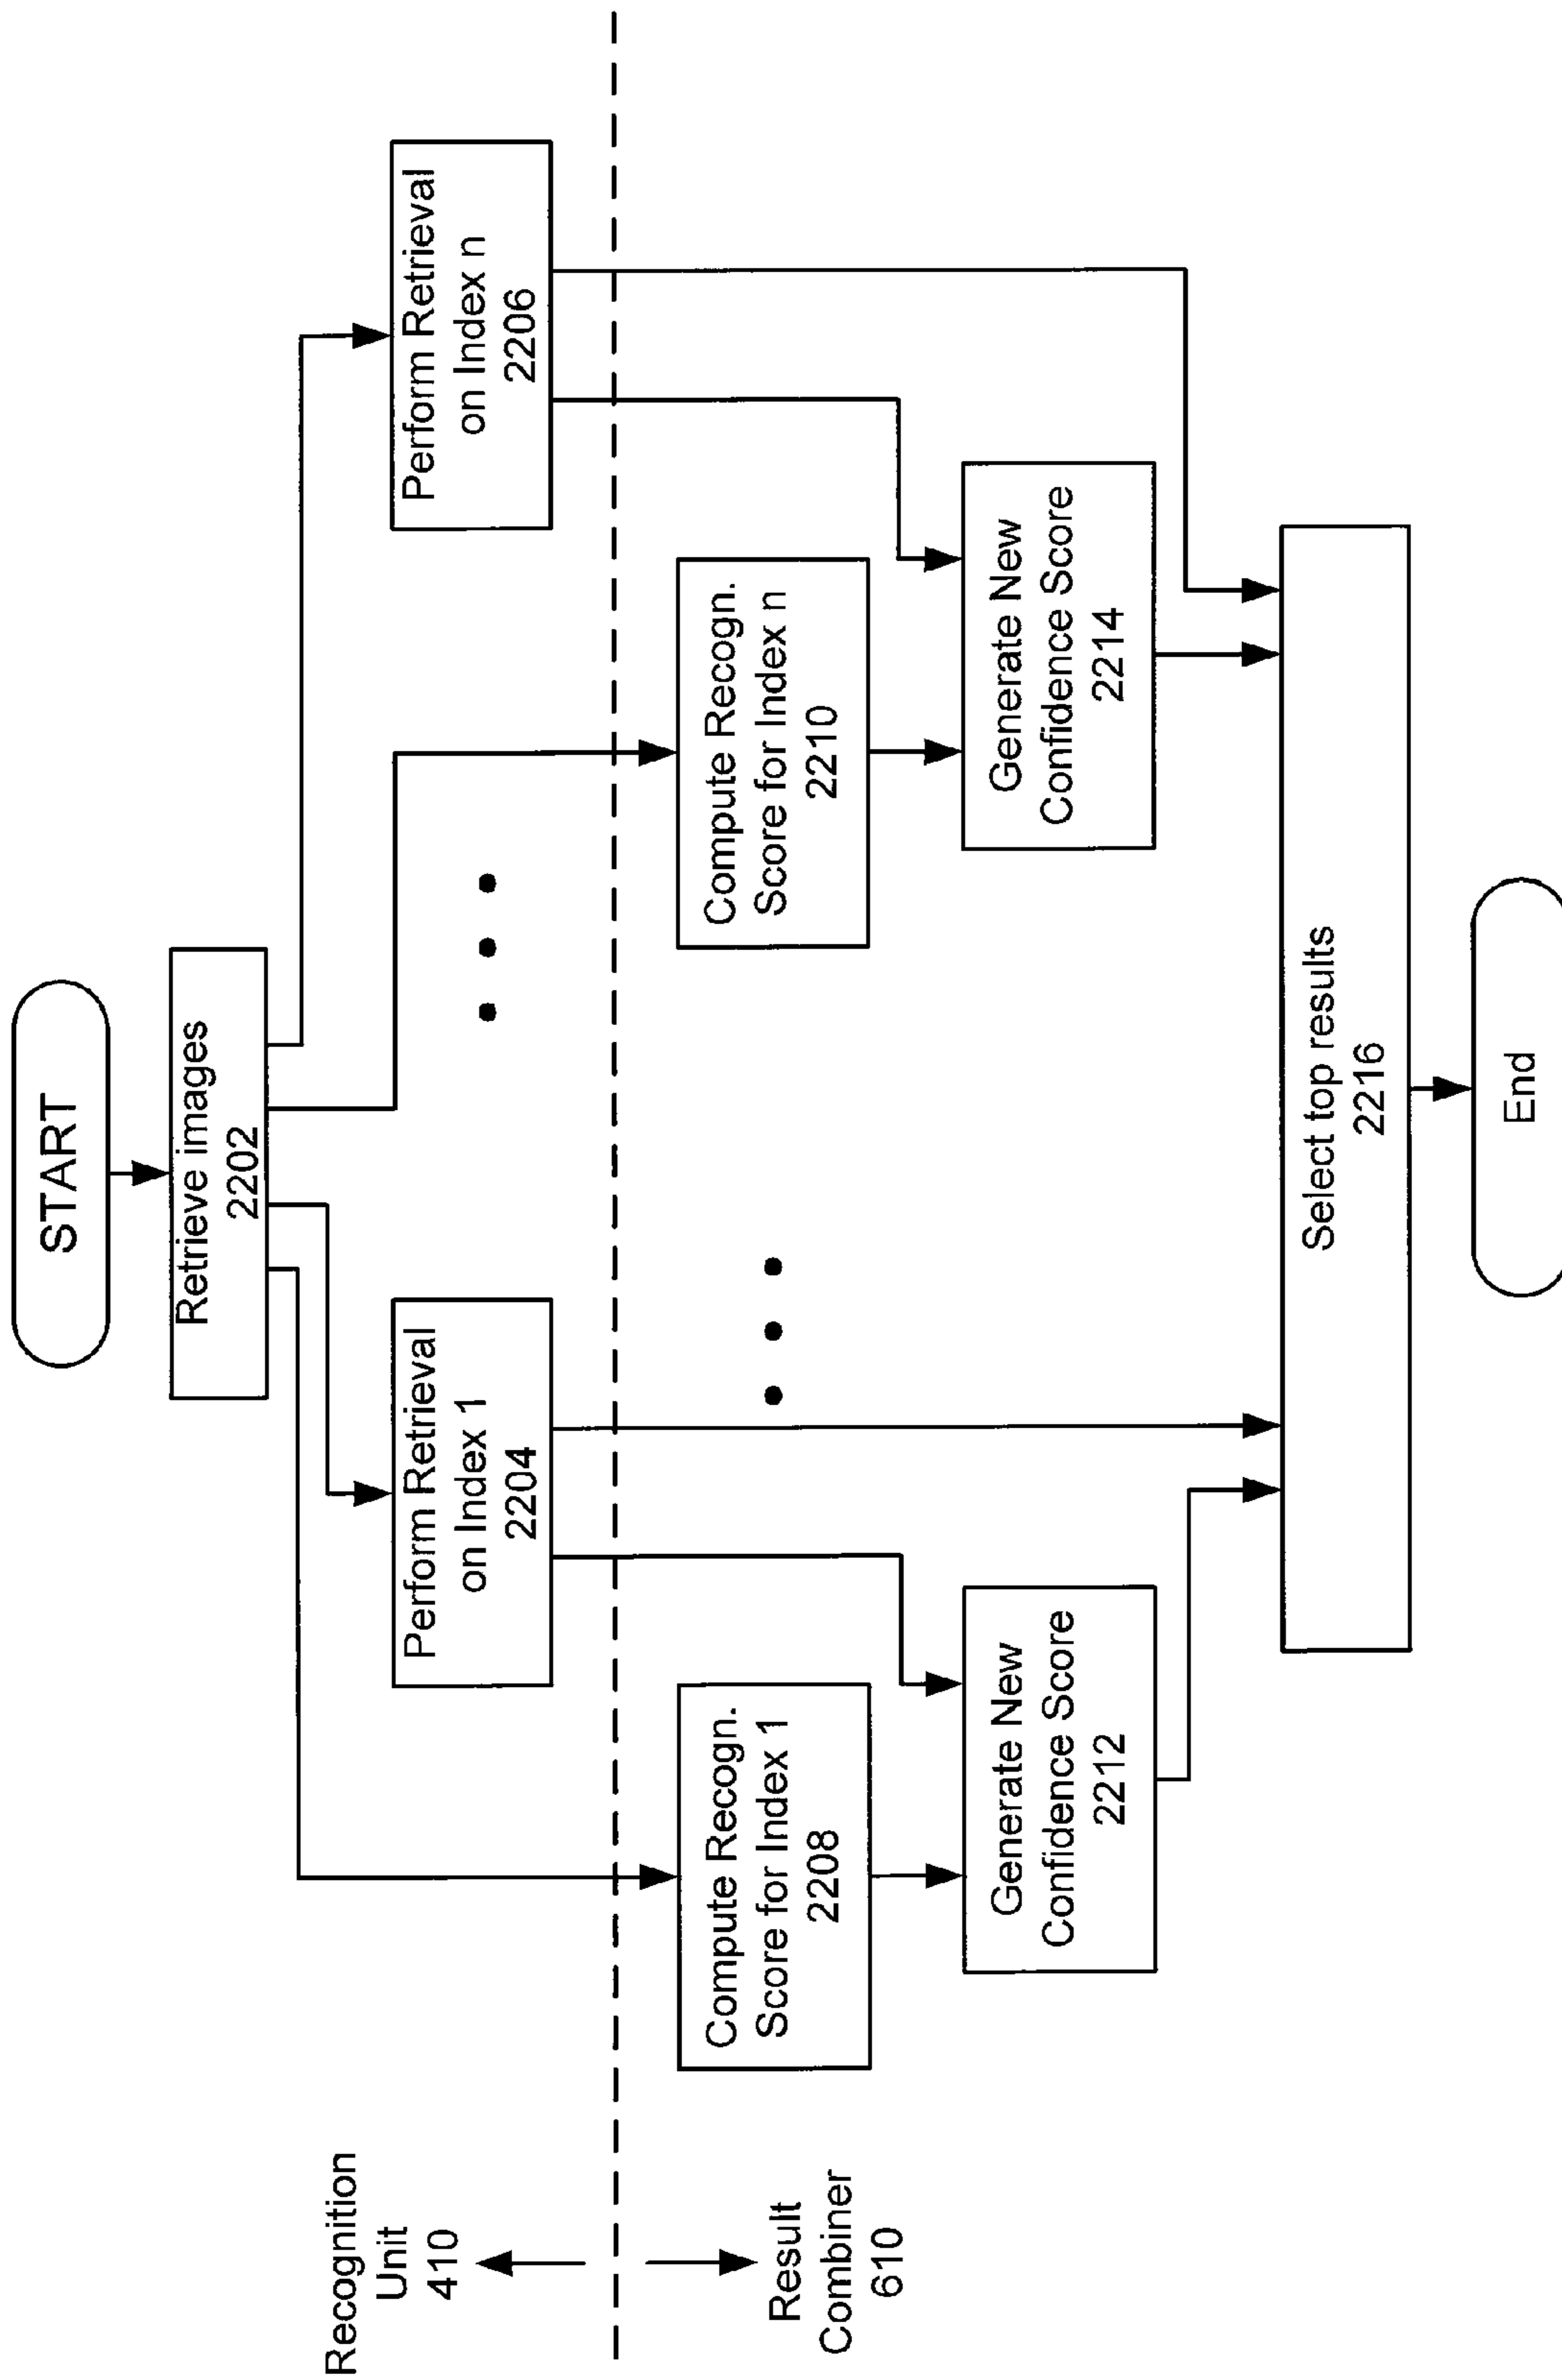 START
Retrieve images
2202
Perform Retrieval
on Index 1
2204
Perform Retrieval
on Index n
2206
Recognition
Unit
410
Result
Combiner
610
Compute Recogn.
Score for Index 1
2208
Compute Recogn.
Score for Index n
2210
Generate New
Confidence Score
2212
Generate New
Confidence Score
2214
Select top results
2216
End